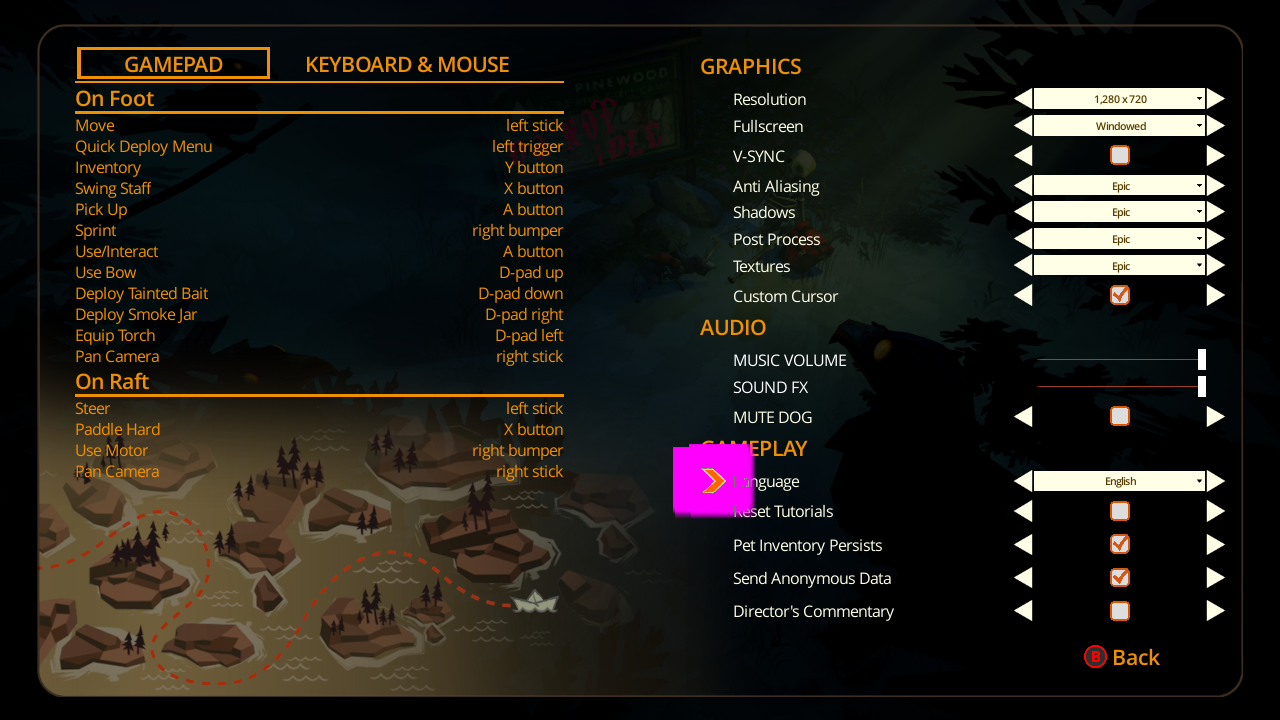 GAMEPAD KEYBOARD & MOUSE
On Foot
Move left stick
Quick Deploy Menu left trigger
Inventory Y button
Swing Staff X button
Pick Up A button
Sprint right bumper
Use/Interact A button
Use Bow D-pad up
Deploy Tainted Bait D-pad down
Deploy Smoke Jar D-pad right
Equip Torch D-pad left
Pan Camera right stick
On Raft
Steer left stick
Paddle Hard X button
Use Motor right bumper
Pan Camera right stick
PINEWOOD
GRAPHICS
Resolution 1,280 x 720
Fullscreen Windowed
V-SYNC
Anti Aliasing Epic
Shadows Epic
Post Process Epic
Textures Epic
Custom Cursor
AUDIO
MUSIC VOLUME
SOUND FX
MUTE DOG
GAMEPLAY
Language English
Reset Tutorials
Pet Inventory Persists
Send Anonymous Data
Director's Commentary
B Back